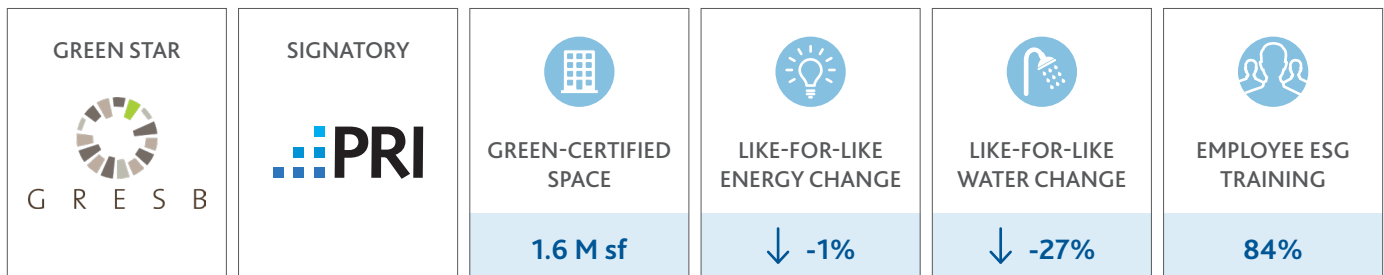 GREEN STAR
GRESB
SIGNATORY
PRI
GREEN-CERTIFIED
SPACE
1.6 M sf
LIKE-FOR-LIKE
ENERGY CHANGE
↓ -1%
LIKE-FOR-LIKE
WATER CHANGE
↓ -27%
EMPLOYEE ESG
TRAINING
84%